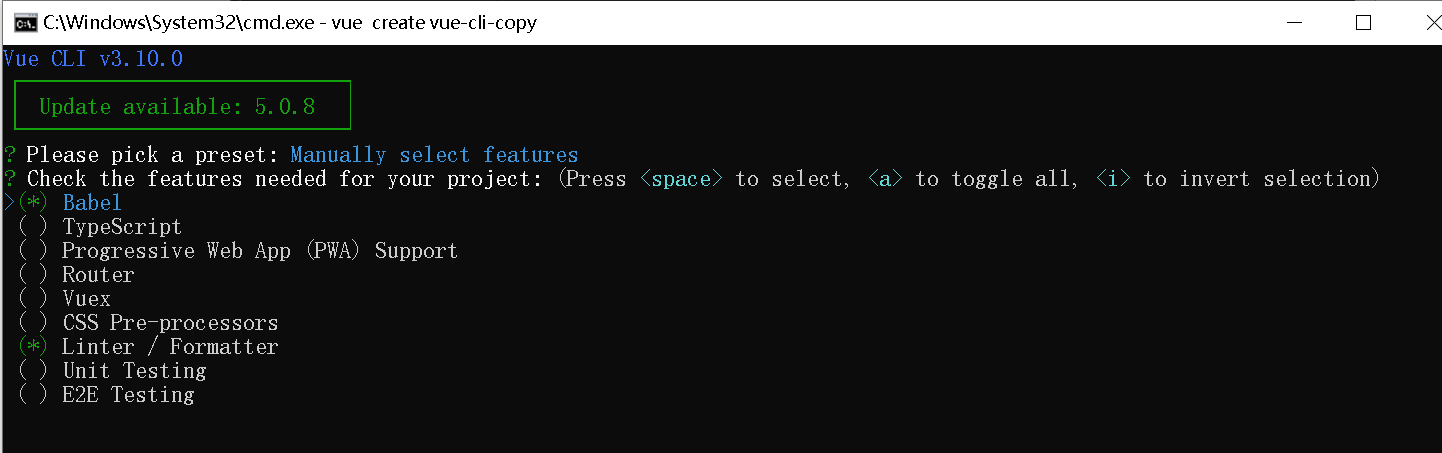 C:\Windows\System32\cmd.exe - vue  create vue-cli-copy
Vue CLI v3.10.0
Update available: 5.0.8
? Please pick a preset: Manually select features
? Check the features needed for your project: (Press <space> to select, <a> to toggle all, <i> to invert selection)
>(*) Babel
( ) TypeScript
( ) Progressive Web App (PWA) Support
( ) Router
( ) Vuex
( ) CSS Pre-processors
(*) Linter / Formatter
( ) Unit Testing
( ) E2E Testing